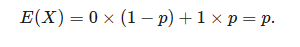 E(X) = 0 × (1 − p) + 1 × p = p.